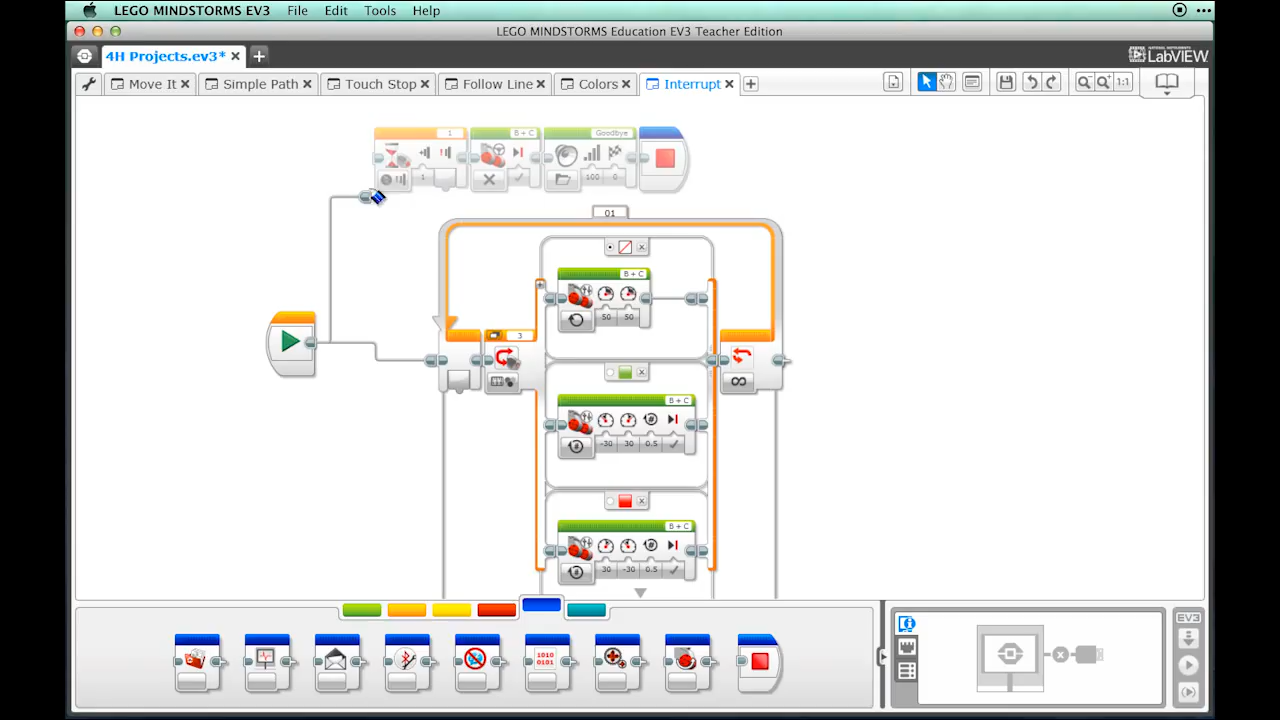 LEGO MINDSTORMS EV3 File Edit Tools Help
LEGO MINDSTORMS Education EV3 Teacher Edition
4H Projects.ev3*
LabVIEW
Move It Simple Path Touch Stop Follow Line Colors Interrupt
1:1
1 B + C Goodbye
1 100 0
01
B + C
50 50
3
B + C
-30 30 0.5
B + C
30 -30 0.5
EV3
1010
0101